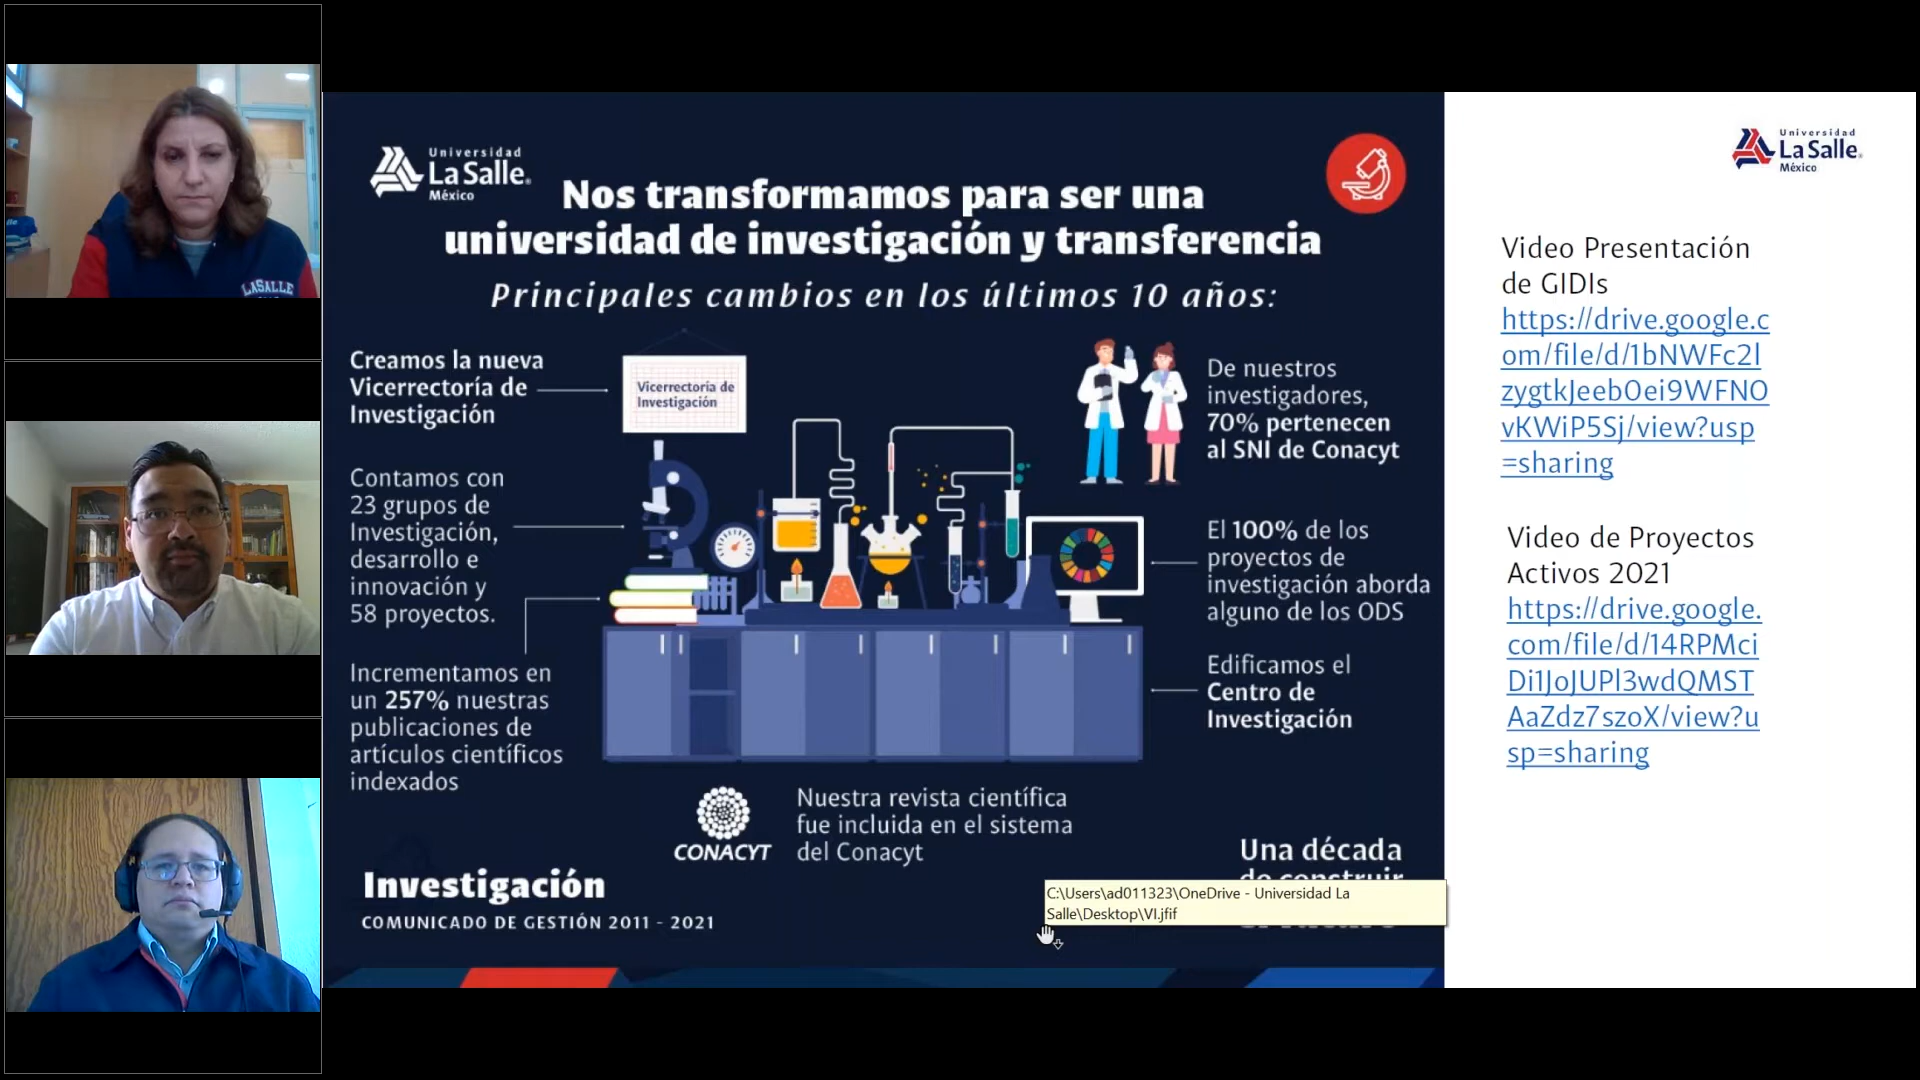 LASALLE
Universidad
La Salle®
México
Nos transformamos para ser una
universidad de investigación y transferencia
Principales cambios en los últimos 10 años:
Creamos la nueva
Vicerrectoría de
Investigación
Vicerrectoría de
Investigación
Contamos con
23 grupos de
Investigación,
desarrollo e
innovación y
58 proyectos.
Incrementamos en
un 257% nuestras
publicaciones de
artículos científicos
indexados
De nuestros
investigadores,
70% pertenecen
al SNI de Conacyt
El 100% de los
proyectos de
investigación aborda
alguno de los ODS
Edificamos el
Centro de
Investigación
CONACYT
Nuestra revista científica
fue incluida en el sistema
del Conacyt
Investigación
COMUNICADO DE GESTIÓN 2011 - 2021
Una década
de construir
C:\Users\ad011323\OneDrive - Universidad La
Salle\Desktop\VI.jfif
Universidad
La Salle®
México
Video Presentación
de GIDIs
https://drive.google.c
om/file/d/1bNWFc2l
zygtkJeebOei9WFNO
vKWiP5Sj/view?usp
=sharing
Video de Proyectos
Activos 2021
https://drive.google.
com/file/d/14RPMci
Di1JoJUPl3wdQMST
AaZdz7szoX/view?u
sp=sharing